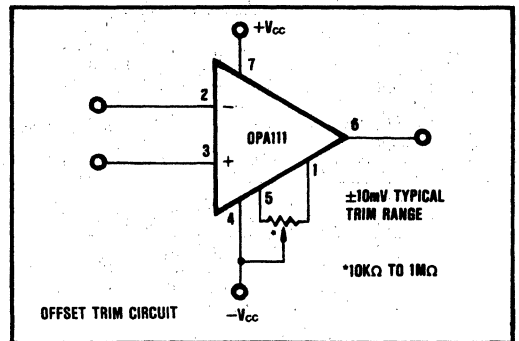 +Vcc
7
2
−
OPA111
6
3
+
1
5
4
*
±10mV TYPICAL
TRIM RANGE
*10KΩ TO 1MΩ
−Vcc
OFFSET TRIM CIRCUIT